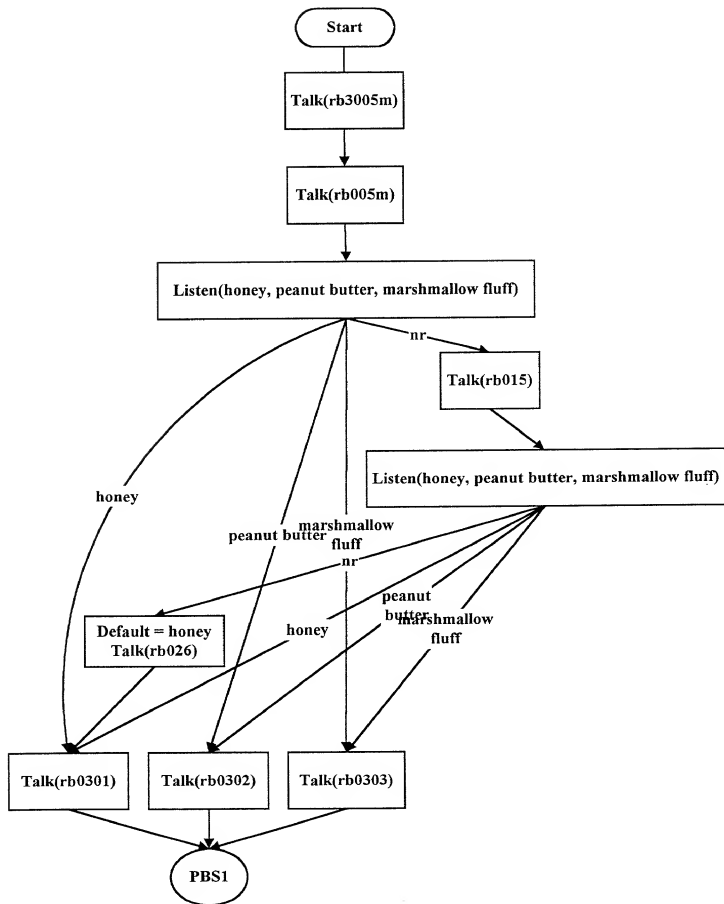 Start
Talk(rb3005m)
Talk(rb005m)
Listen(honey, peanut butter, marshmallow fluff)
nr
Talk(rb015)
Listen(honey, peanut butter, marshmallow fluff)
honey
peanut butter
marshmallow
fluff
nr
peanut
butter
marshmallow
fluff
honey
Default = honey
Talk(rb026)
Talk(rb0301)
Talk(rb0302)
Talk(rb0303)
PBS1